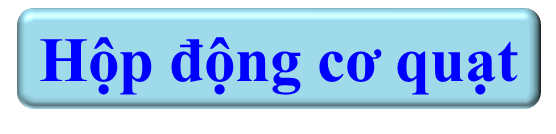 Hộp động cơ quạt